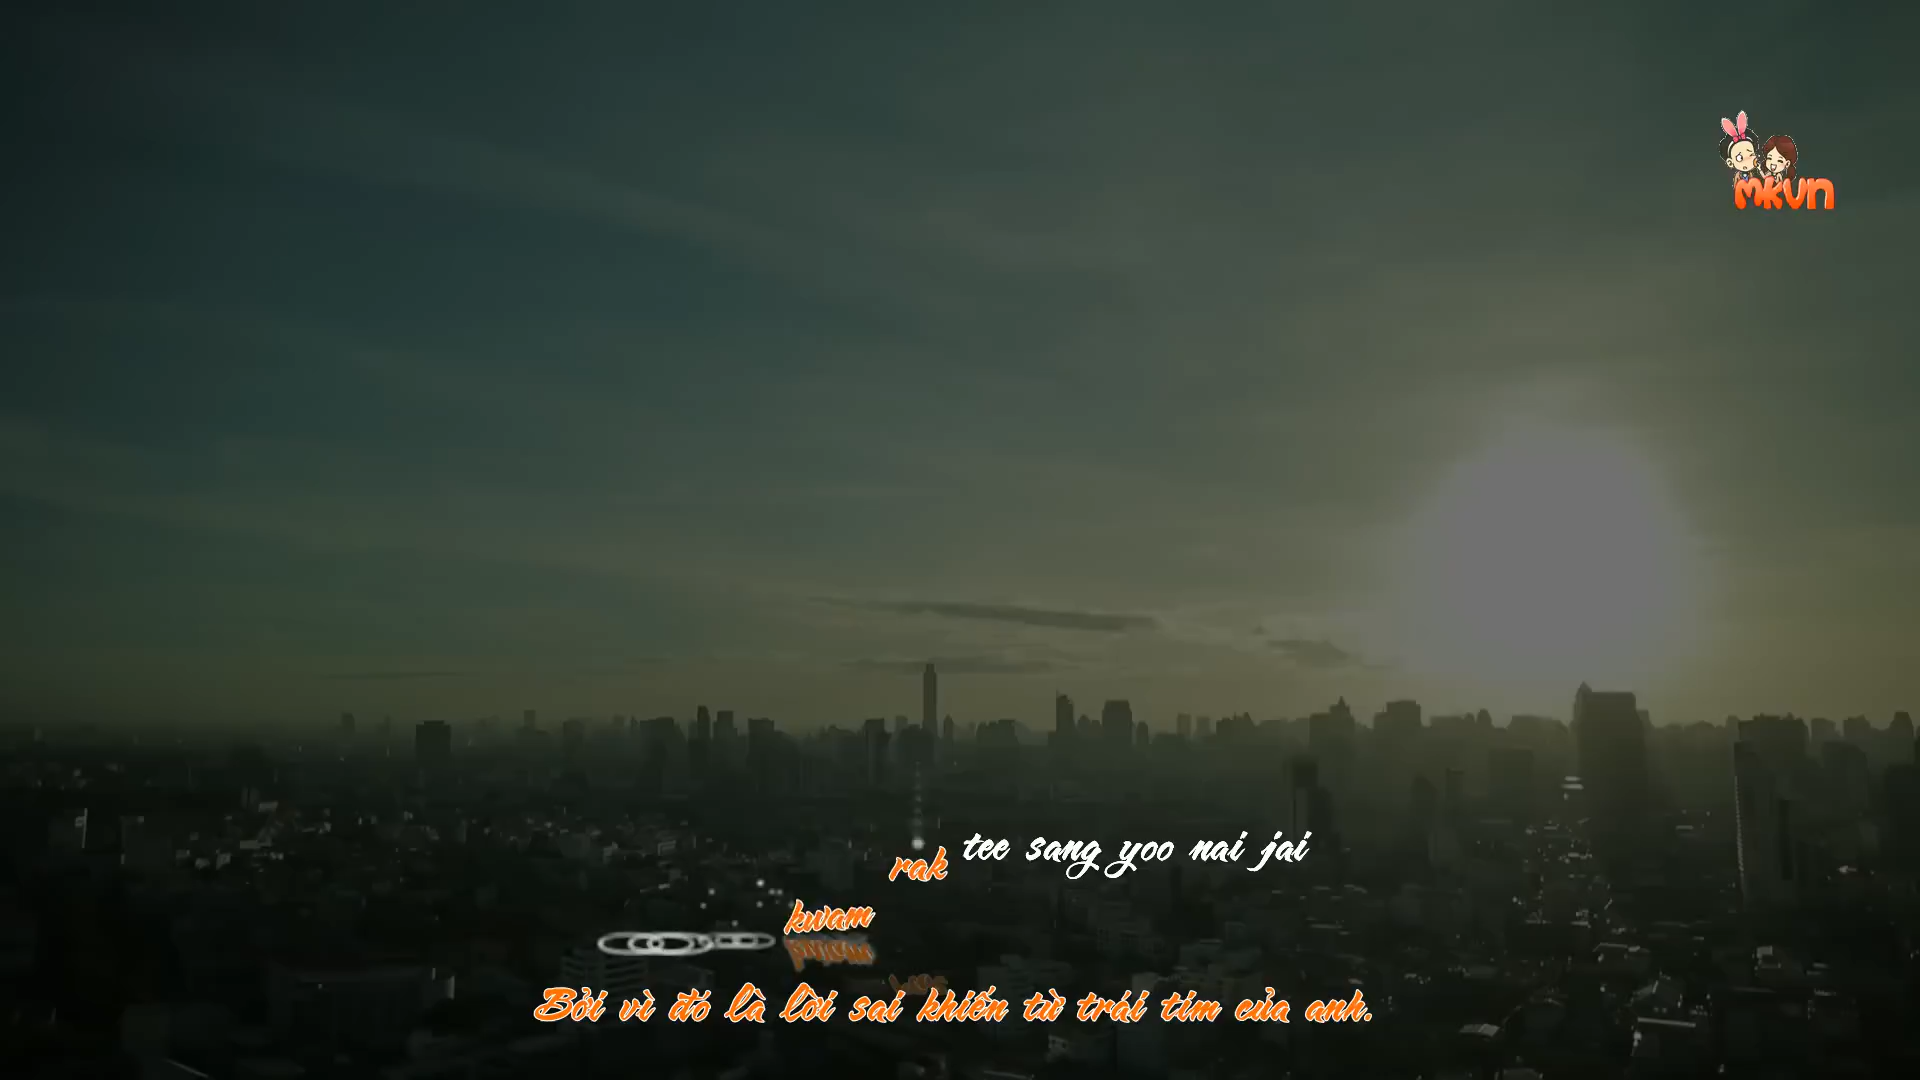 mkvn
rak tee sang yoo nai jai
kwam
Bởi vì đó là lời sai khiến từ trái tim của anh.